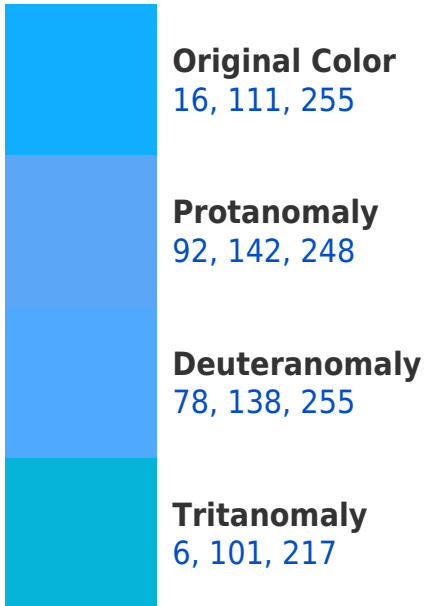 Original Color
16, 111, 255
Protanomaly
92, 142, 248
Deuteranomaly
78, 138, 255
Tritanomaly
6, 101, 217